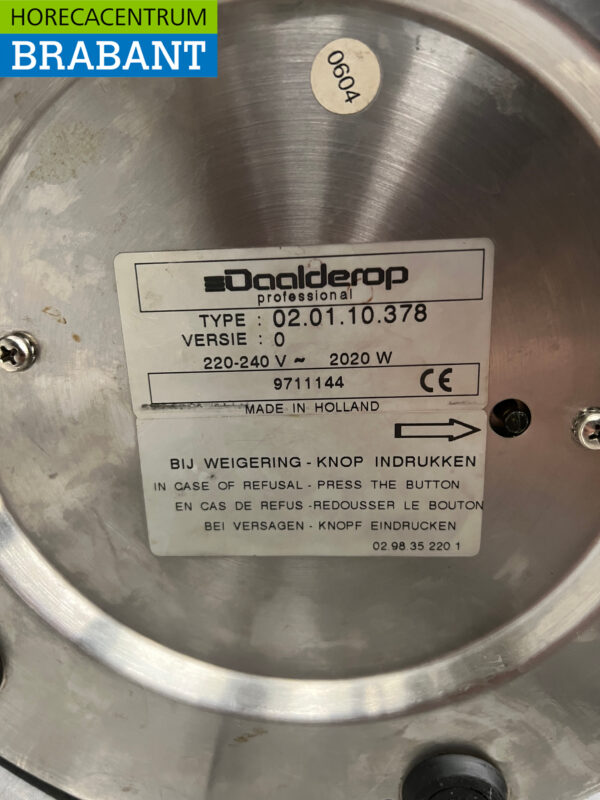 HORECACENTRUM
BRABANT
0604
Daalderop
professional
TYPE : 02.01.10.378
VERSIE : 0
220-240 V ~ 2020 W
9711144 CE
MADE IN HOLLAND
BIJ WEIGERING - KNOP INDRUKKEN
IN CASE OF REFUSAL - PRESS THE BUTTON
EN CAS DE REFUS - REDOUSSER LE BOUTON
BEI VERSAGEN - KNOPF EINDRUCKEN
02 98 35 220 1